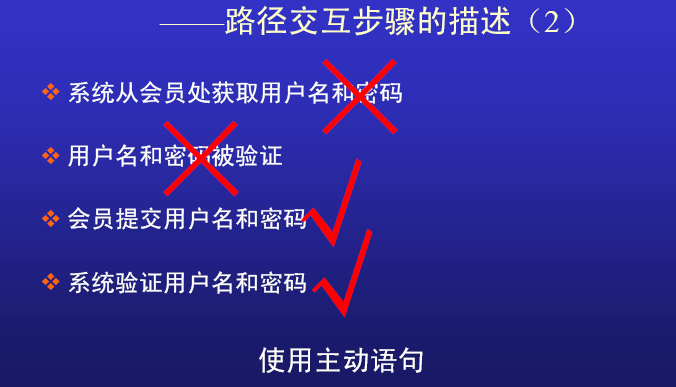 ——路径交互步骤的描述（2）
系统从会员处获取用户名和密码
用户名和密码被验证
会员提交用户名和密码
系统验证用户名和密码
使用主动语句